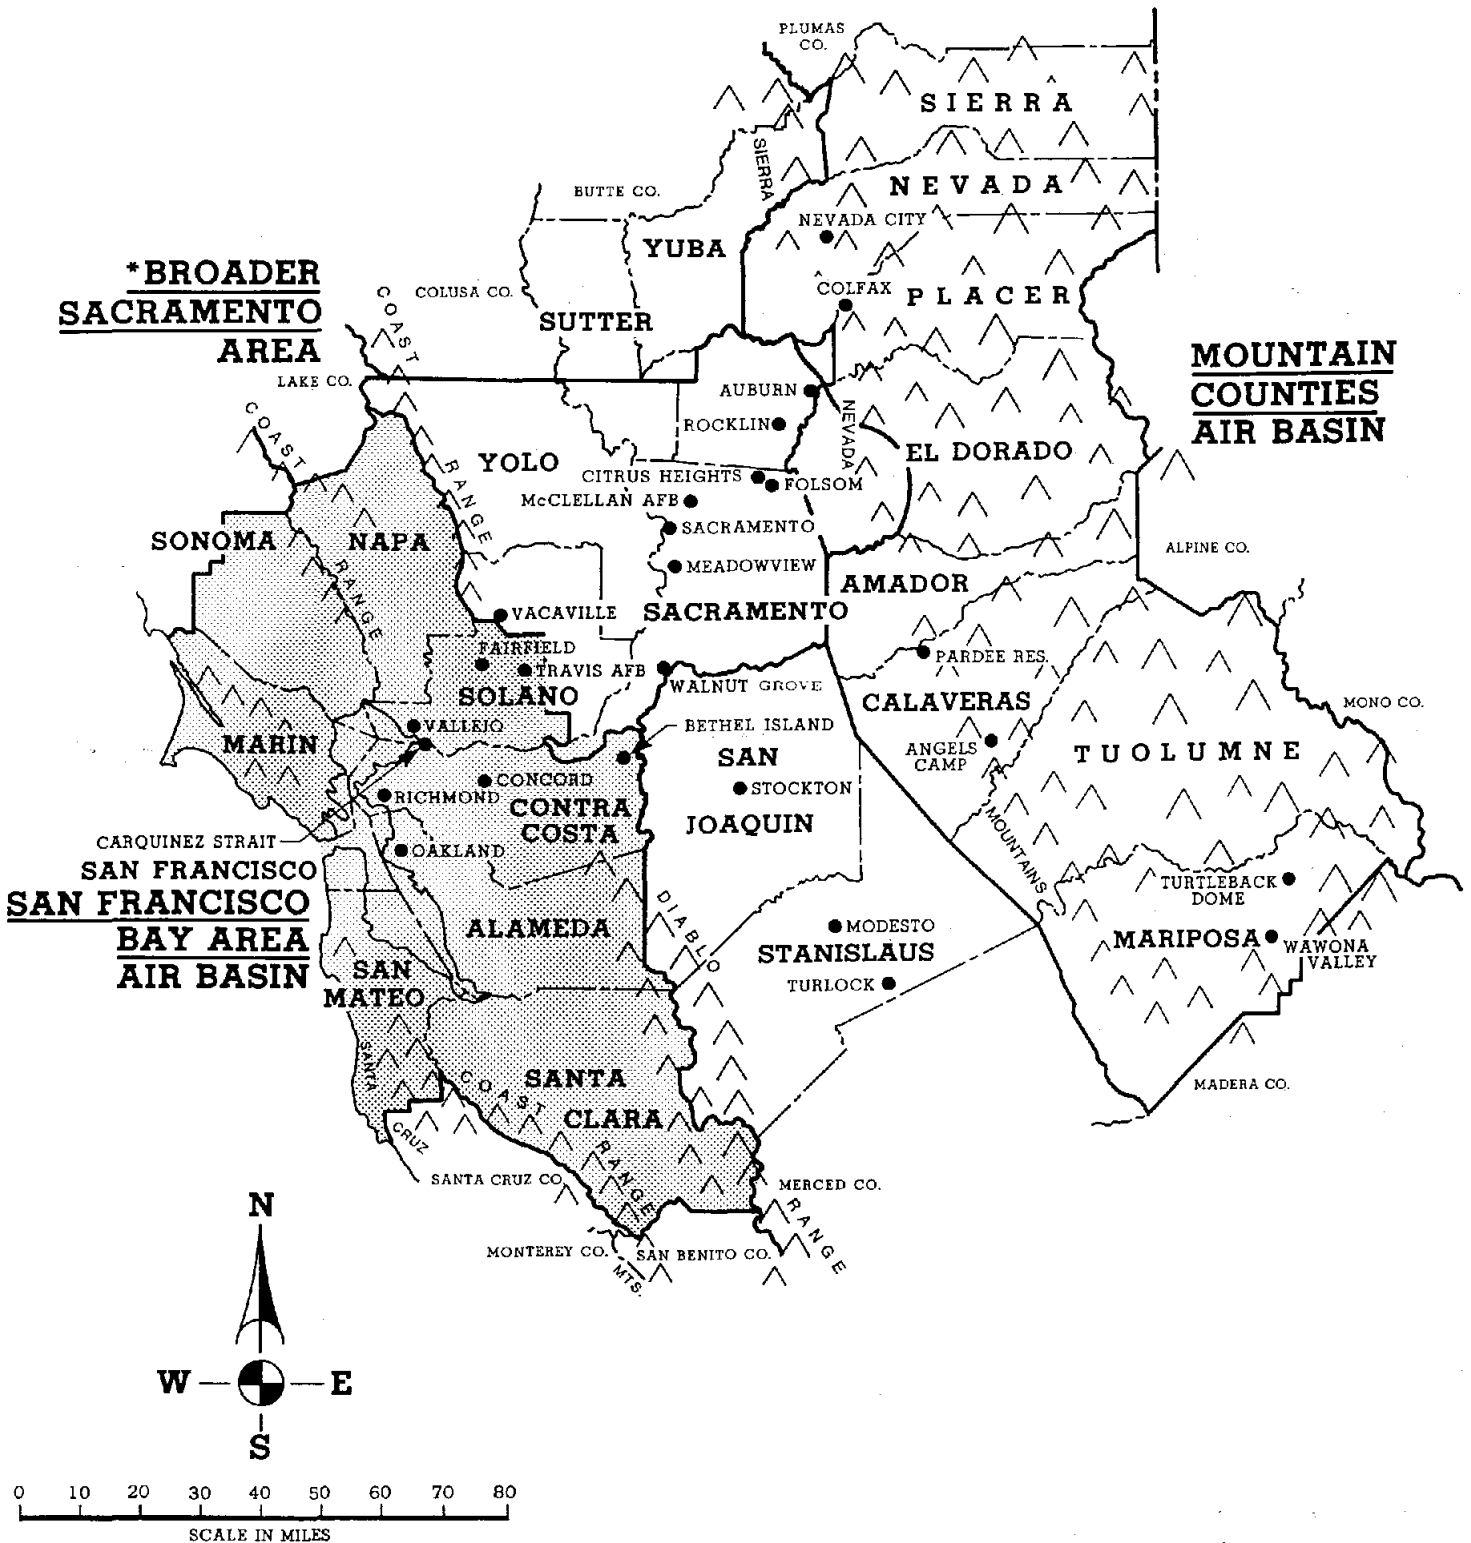 PLUMAS
CO.
SIERRA
SIERRA
BUTTE CO.
NEVADA
NEVADA CITY
YUBA
*BROADER
SACRAMENTO
AREA
COLUSA CO.
COAST
COLFAX
PLACER
SUTTER
MOUNTAIN
COUNTIES
AIR BASIN
LAKE CO.
AUBURN
NEVADA
ROCKLIN
COAST
RANGE
YOLO
EL DORADO
CITRUS HEIGHTS
FOLSOM
McCLELLAN AFB
SACRAMENTO
SONOMA
NAPA
RANGE
ALPINE CO.
MEADOWVIEW
AMADOR
VACAVILLE
SACRAMENTO
FAIRFIELD
TRAVIS AFB
PARDEE RES.
WALNUT GROVE
SOLANO
CALAVERAS
MONO CO.
VALLEJO
BETHEL ISLAND
MARIN
SAN
JOAQUIN
ANGELS
CAMP
TUOLUMNE
CONCORD
RICHMOND
STOCKTON
CONTRA
COSTA
CARQUINEZ STRAIT
OAKLAND
MOUNTAINS
SAN FRANCISCO
SAN FRANCISCO
BAY AREA
AIR BASIN
TURTLEBACK
DOME
DIABLO
ALAMEDA
MODESTO
STANISLAUS
MARIPOSA
WAWONA
VALLEY
SAN
MATEO
TURLOCK
SANTA
CRUZ
COAST
SANTA
CLARA
MADERA CO.
RANGE
SANTA CRUZ CO.
MERCED CO.
RANGE
MONTEREY CO.
SAN BENITO CO.
MTS.
N
W
E
S
0 10 20 30 40 50 60 70 80
SCALE IN MILES